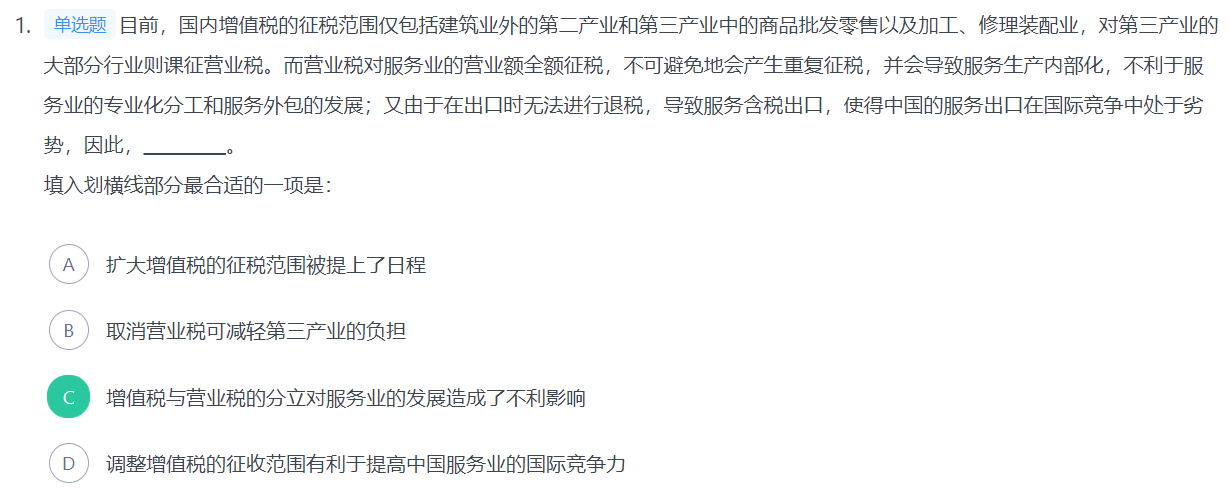 1. 单选题 目前，国内增值税的征税范围仅包括建筑业外的第二产业和第三产业中的商品批发零售以及加工、修理装配业，对第三产业的
大部分行业则课征营业税。而营业税对服务业的营业额全额征税，不可避免地会产生重复征税，并会导致服务生产内部化，不利于服
务业的专业化分工和服务外包的发展；又由于在出口时无法进行退税，导致服务含税出口，使得中国的服务出口在国际竞争中处于劣
势，因此，________。
填入划横线部分最合适的一项是：
A 扩大增值税的征税范围被提上了日程
B 取消营业税可减轻第三产业的负担
C 增值税与营业税的分立对服务业的发展造成了不利影响
D 调整增值税的征收范围有利于提高中国服务业的国际竞争力